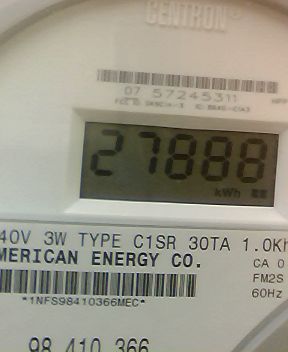 CENTRON®
07 57245311
27888
kWh
40V 3W TYPE C1SR 30TA 1.0Kh
MERICAN ENERGY CO.
CA 0
FM2S
60Hz
*1NFS98410366MEC*
98 410 366